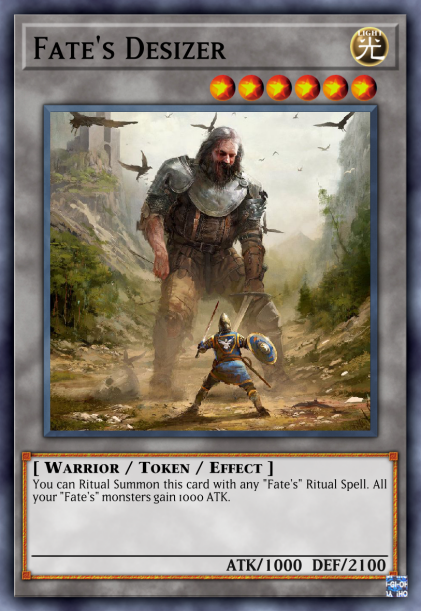 Fate's Desizer
LIGHT
光
[ Warrior / Token / Effect ]
You can Ritual Summon this card with any "Fate's" Ritual Spell. All
your "Fate's" monsters gain 1000 ATK.
ATK/1000 DEF/2100